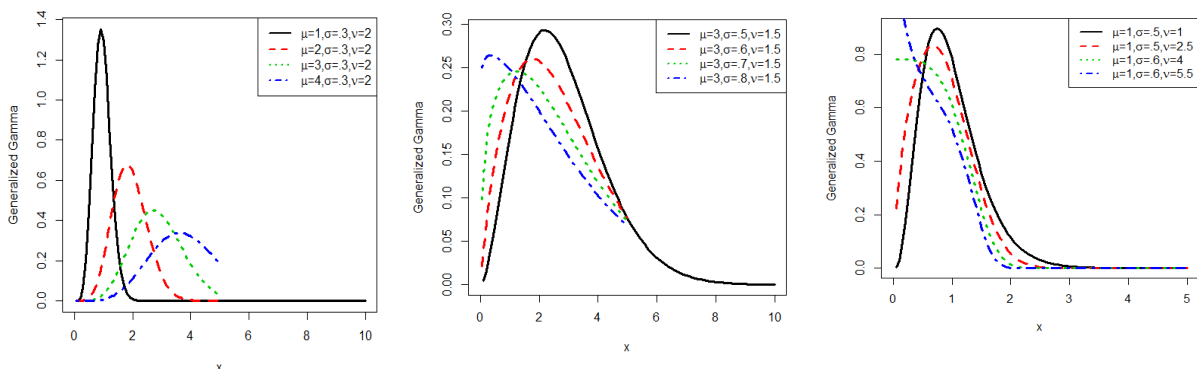 Generalized Gamma
0.0 0.2 0.4 0.6 0.8 1.0 1.2 1.4
μ=1,σ=.3,ν=2
μ=2,σ=.3,ν=2
μ=3,σ=.3,ν=2
μ=4,σ=.3,ν=2
0 2 4 6 8 10
x
Generalized Gamma
0.00 0.05 0.10 0.15 0.20 0.25 0.30
μ=3,σ=.5,ν=1.5
μ=3,σ=.6,ν=1.5
μ=3,σ=.7,ν=1.5
μ=3,σ=.8,ν=1.5
0 2 4 6 8 10
x
Generalized Gamma
0.0 0.2 0.4 0.6 0.8
μ=1,σ=.5,ν=1
μ=1,σ=.5,ν=2.5
μ=1,σ=.6,ν=4
μ=1,σ=.6,ν=5.5
0 1 2 3 4 5
x